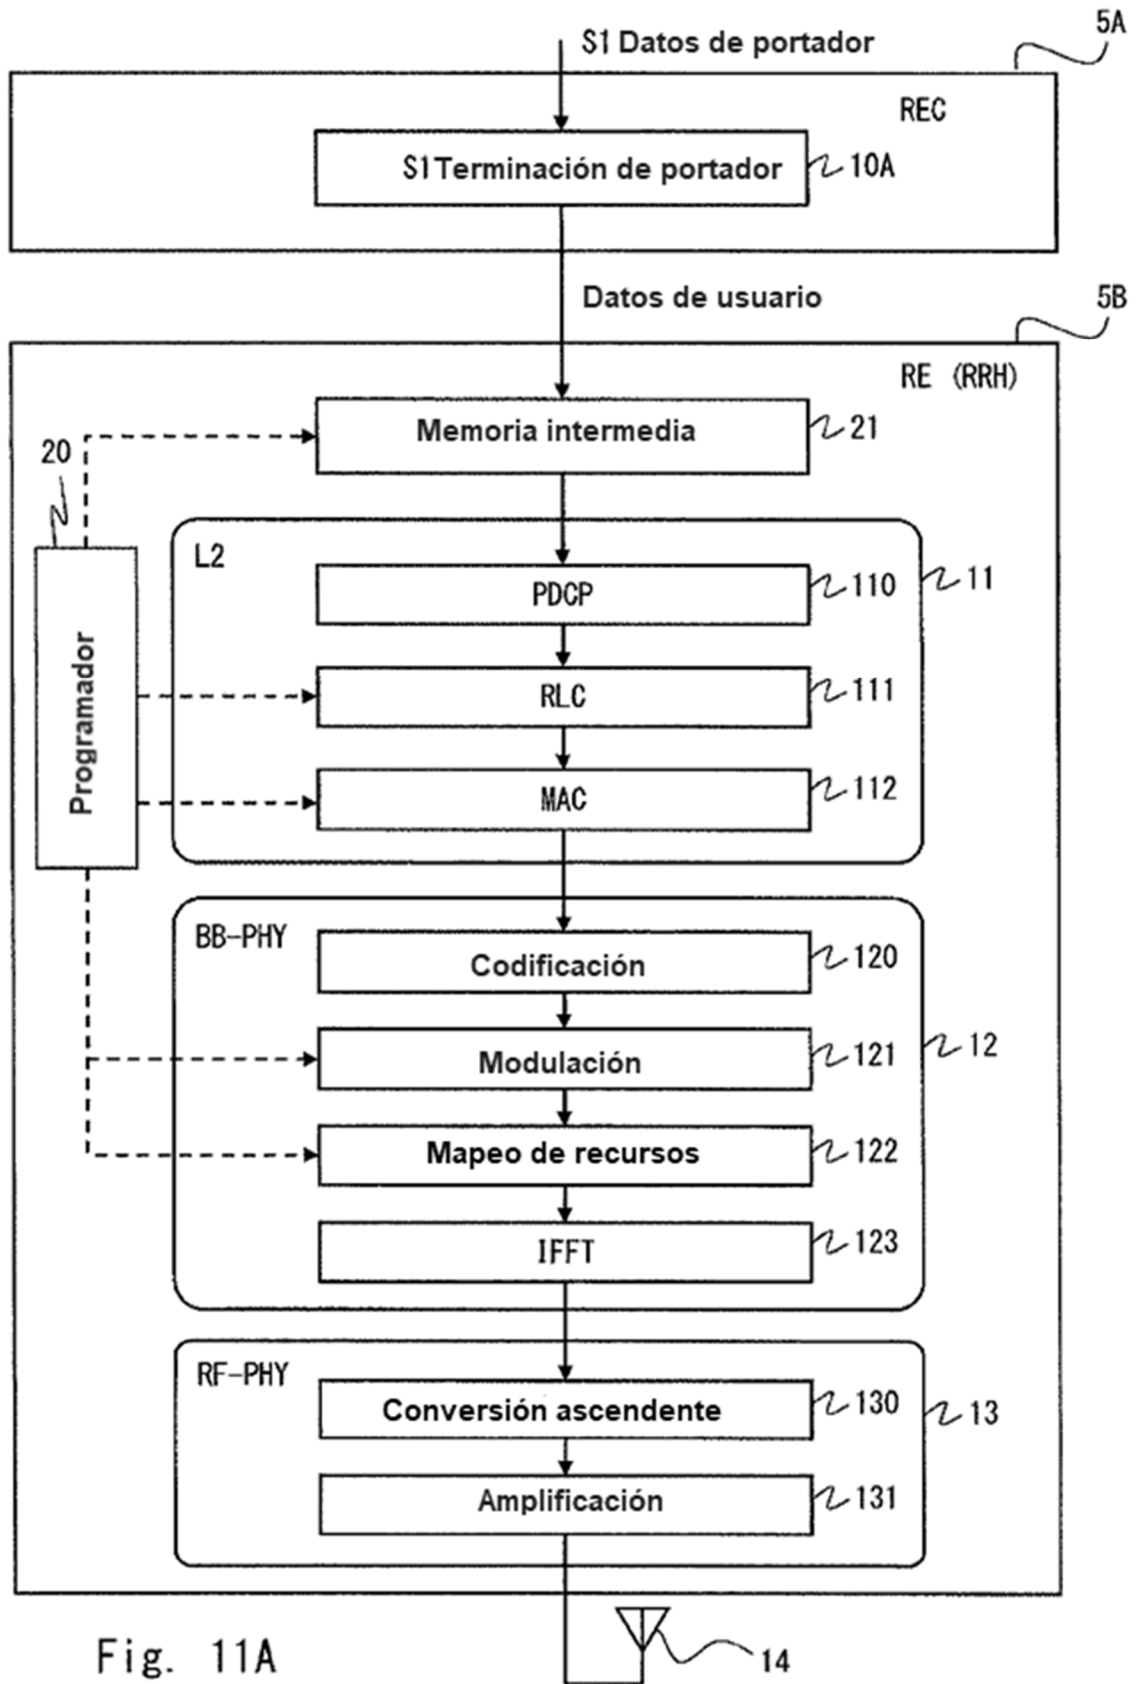 5A
S1 Datos de portador
REC
S1 Terminación de portador
10A
Datos de usuario
5B
RE (RRH)
Memoria intermedia
21
20
L2
11
PDCP
110
Programador
RLC
111
MAC
112
BB-PHY
Codificación
120
Modulación
121
12
Mapeo de recursos
122
IFFT
123
RF-PHY
Conversión ascendente
130
13
Amplificación
131
Fig. 11A
14